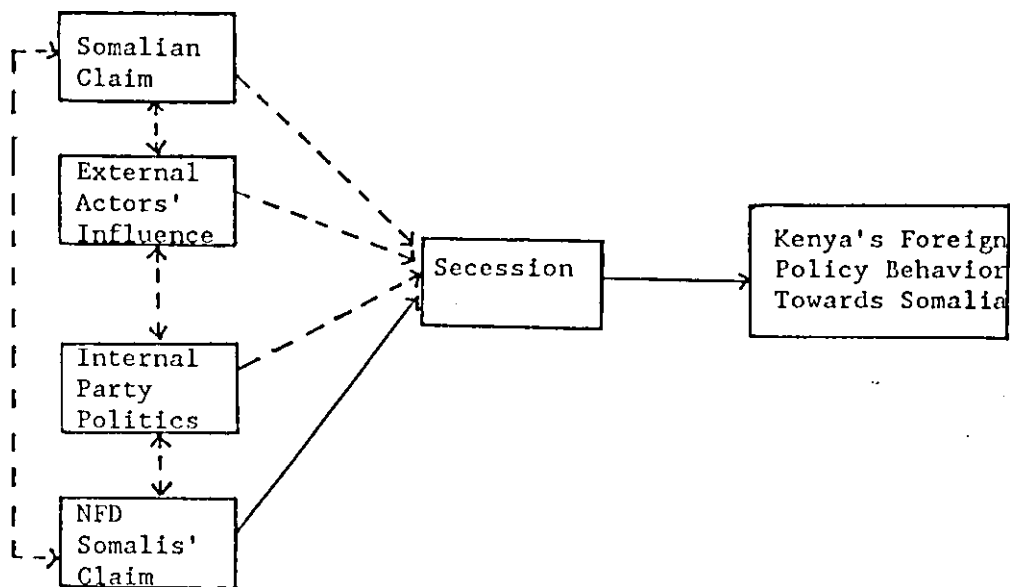 Somalian
Claim
External
Actors'
Influence
Internal
Party
Politics
NFD
Somalis'
Claim
Secession
Kenya's Foreign
Policy Behavior
Towards Somalia